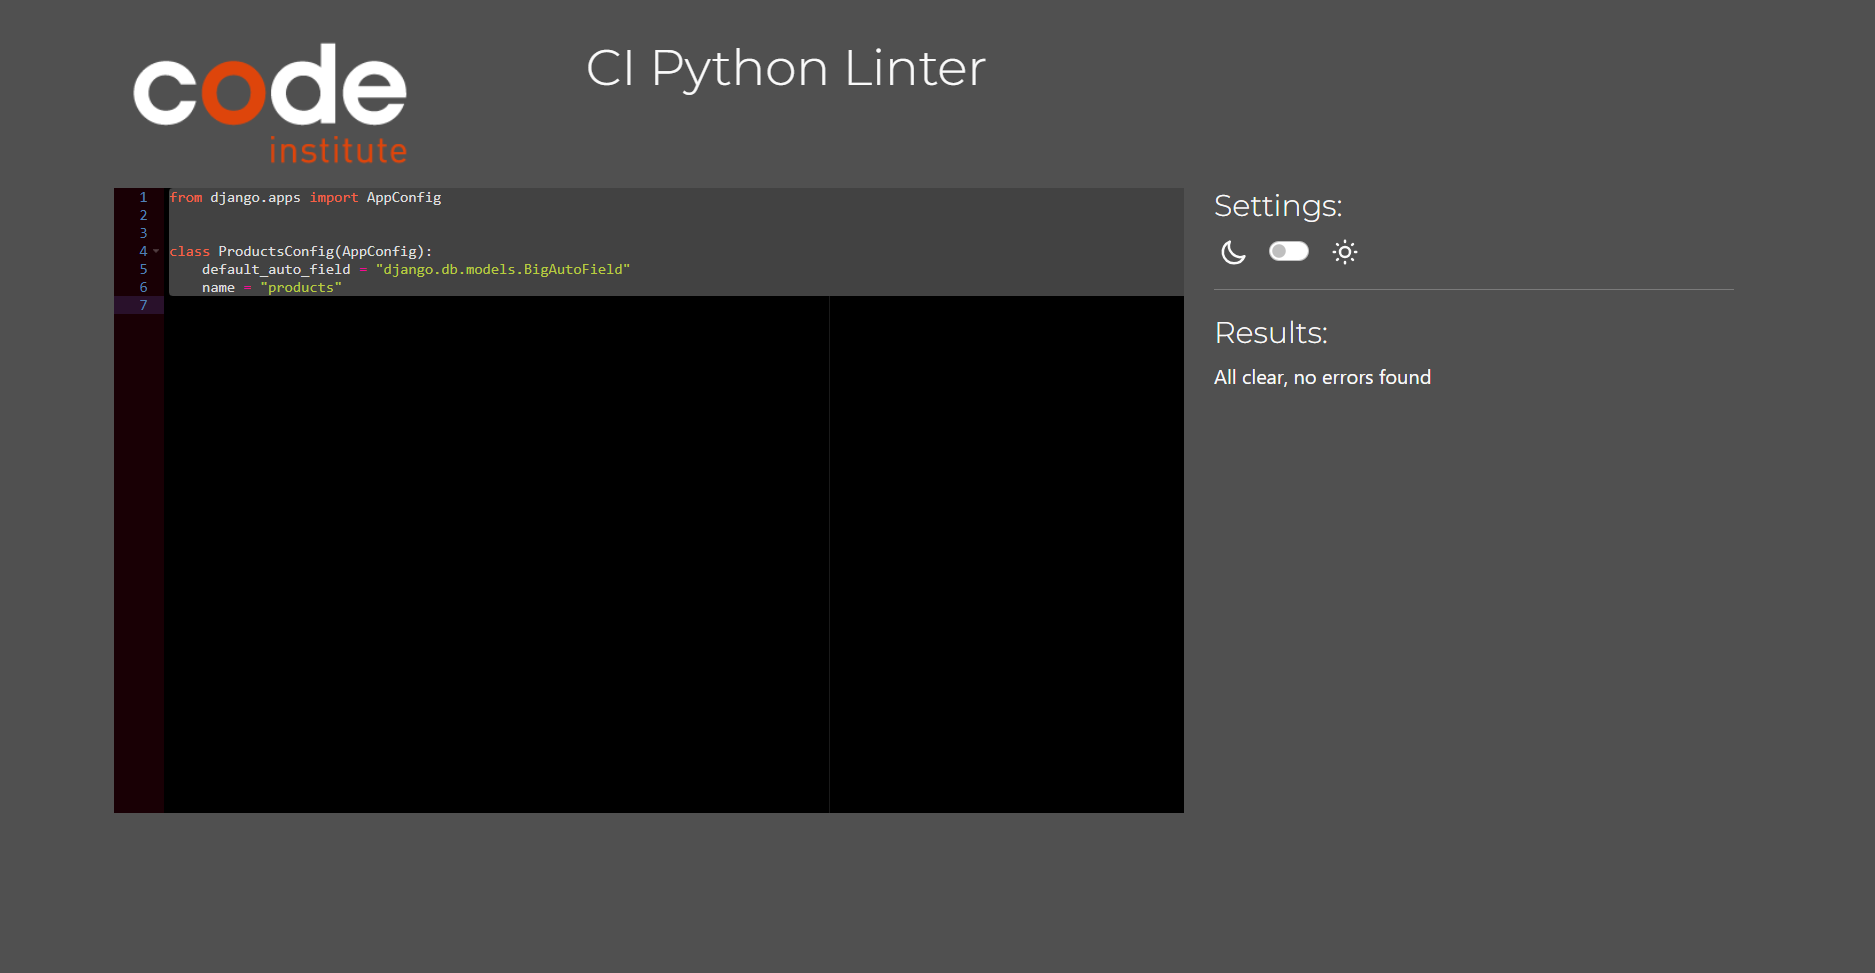 code
institute
CI Python Linter
1 from django.apps import AppConfig
2
3
4 class ProductsConfig(AppConfig):
5     default_auto_field = "django.db.models.BigAutoField"
6     name = "products"
7
Settings:
Results:
All clear, no errors found